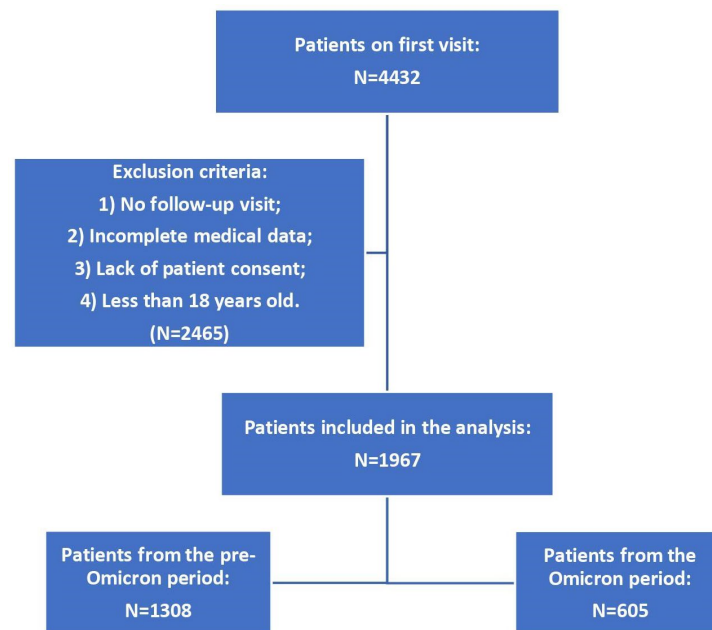 Patients on first visit:
N=4432
Exclusion criteria:
1) No follow-up visit;
2) Incomplete medical data;
3) Lack of patient consent;
4) Less than 18 years old.
(N=2465)
Patients included in the analysis:
N=1967
Patients from the pre-
Omicron period:
N=1308
Patients from the
Omicron period:
N=605